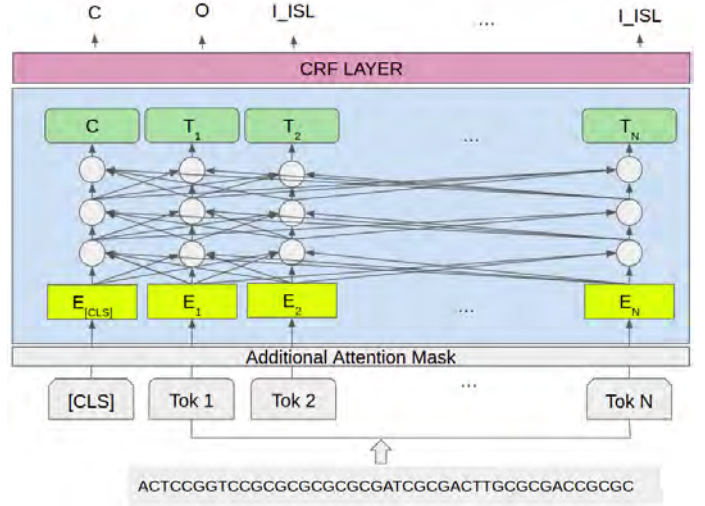 C O I_ISL ... I_ISL
CRF LAYER
C T1 T2 ... TN
E[CLS] E1 E2 ... EN
Additional Attention Mask
[CLS] Tok 1 Tok 2 ... Tok N
ACTCCGGTCCGCGCGCGCGCGATCGCGACTTGCGCGACCGCGC